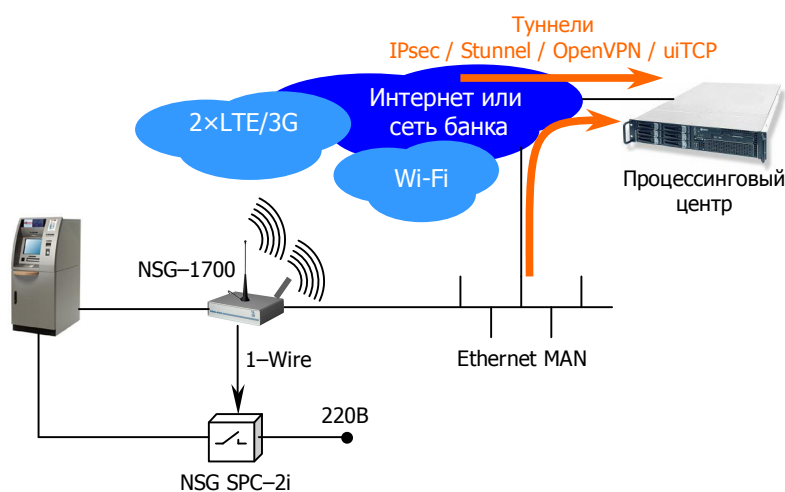 Туннели
IPsec / Stunnel / OpenVPN / uiTCP
Интернет или
сеть банка
2×LTE/3G
Wi-Fi
Процессинговый
центр
NSG–1700
Ethernet MAN
1–Wire
220В
NSG SPC–2i